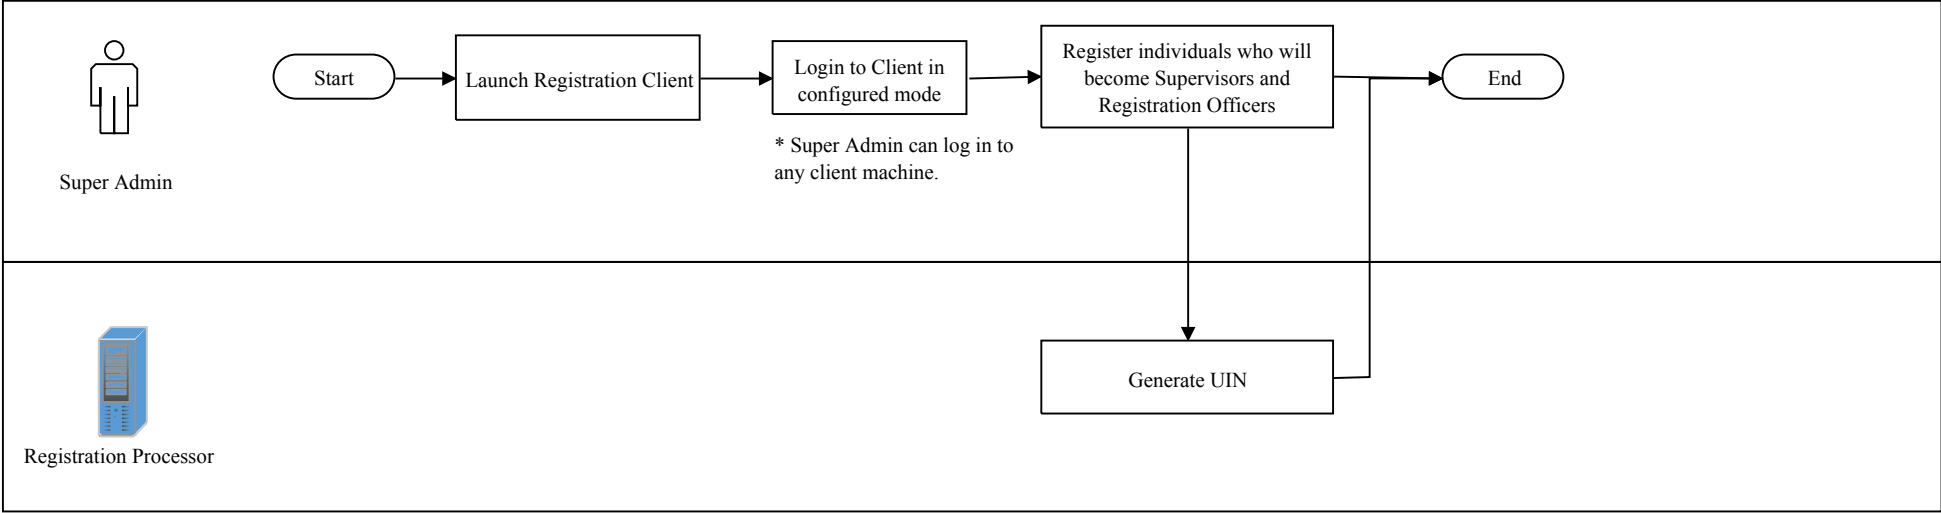 Start
Launch Registration Client
Login to Client in
configured mode
Register individuals who will
become Supervisors and
Registration Officers
End
* Super Admin can log in to
any client machine.
Super Admin
Generate UIN
Registration Processor